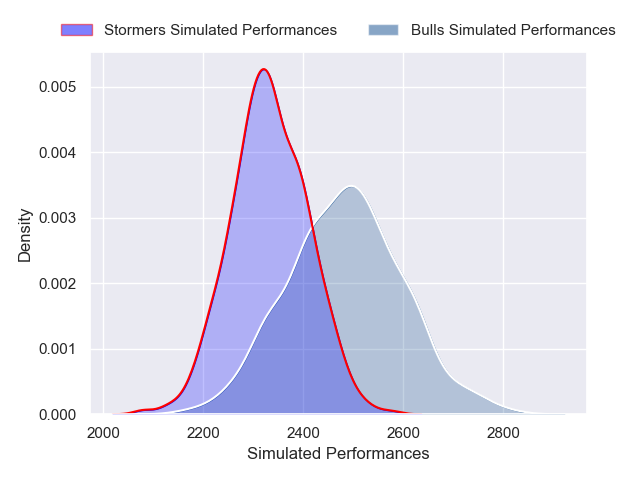 Stormers Simulated Performances
Bulls Simulated Performances
0.005
0.004
0.003
0.002
0.001
0.000
Density
2000 2200 2400 2600 2800
Simulated Performances